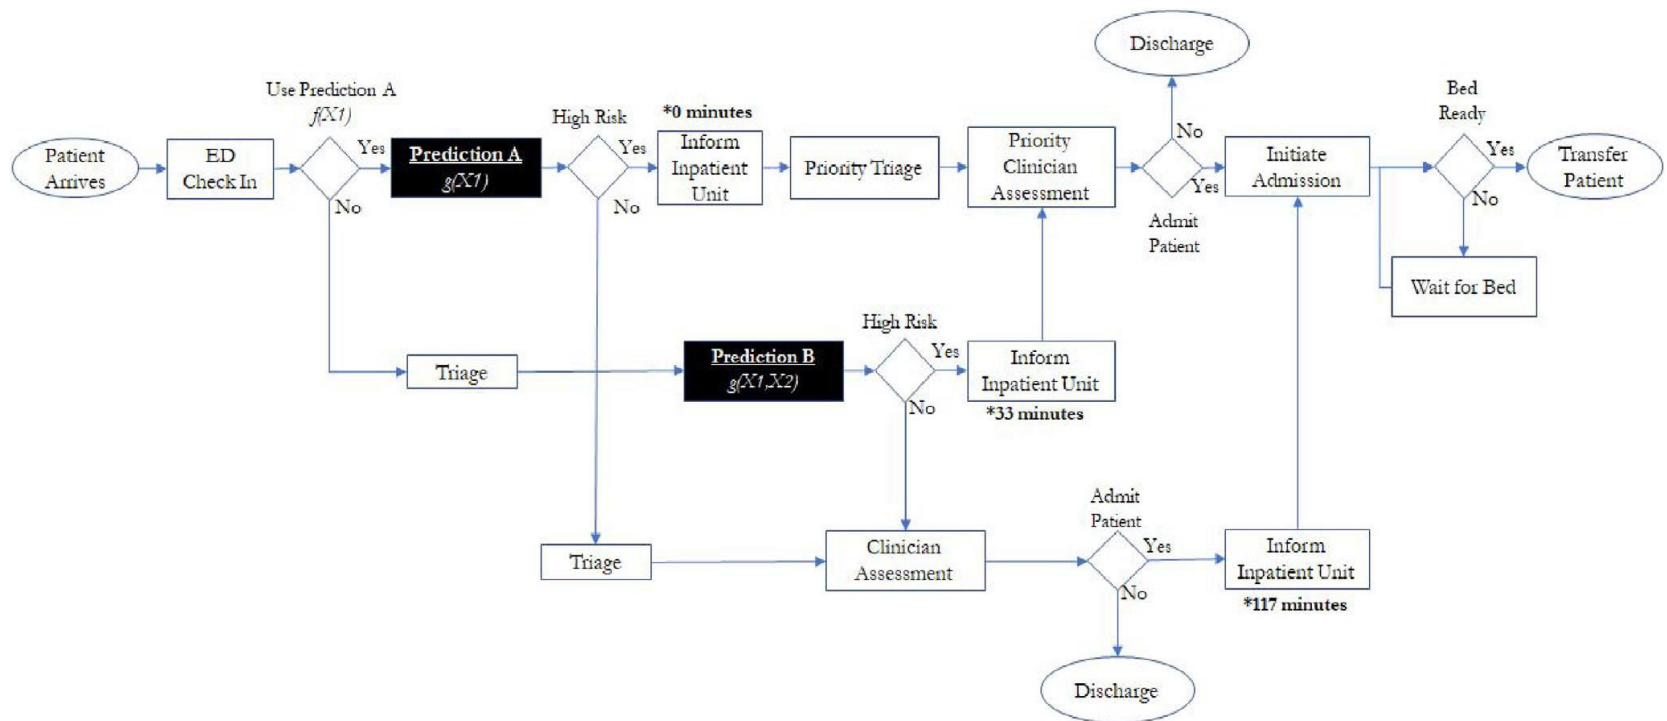 Discharge
Use Prediction A
f(X1)
High Risk
*0 minutes
Bed
Ready
Patient
Arrives
ED
Check In
Yes
No
Prediction A
g(X1)
Yes
No
Inform
Inpatient
Unit
Priority Triage
Priority
Clinician
Assessment
No
Yes
Admit
Patient
Initiate
Admission
Yes
No
Transfer
Patient
Wait for Bed
High Risk
Triage
Prediction B
g(X1,X2)
Yes
No
Inform
Inpatient Unit
*33 minutes
Admit
Patient
Triage
Clinician
Assessment
Yes
No
Inform
Inpatient Unit
*117 minutes
Discharge